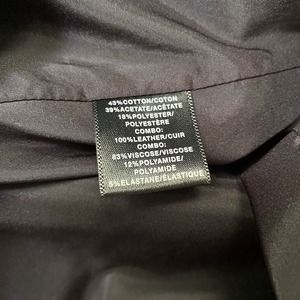 43%COTTON/COTON
39%ACETATE/ACÉTATE
18%POLYESTER/
POLYESTÈRE
COMBO:
100%LEATHER/CUIR
COMBO:
83%VISCOSE/VISCOSE
12%POLYAMIDE/
POLYAMIDE
5%ELASTANE/ÉLASTIQUE